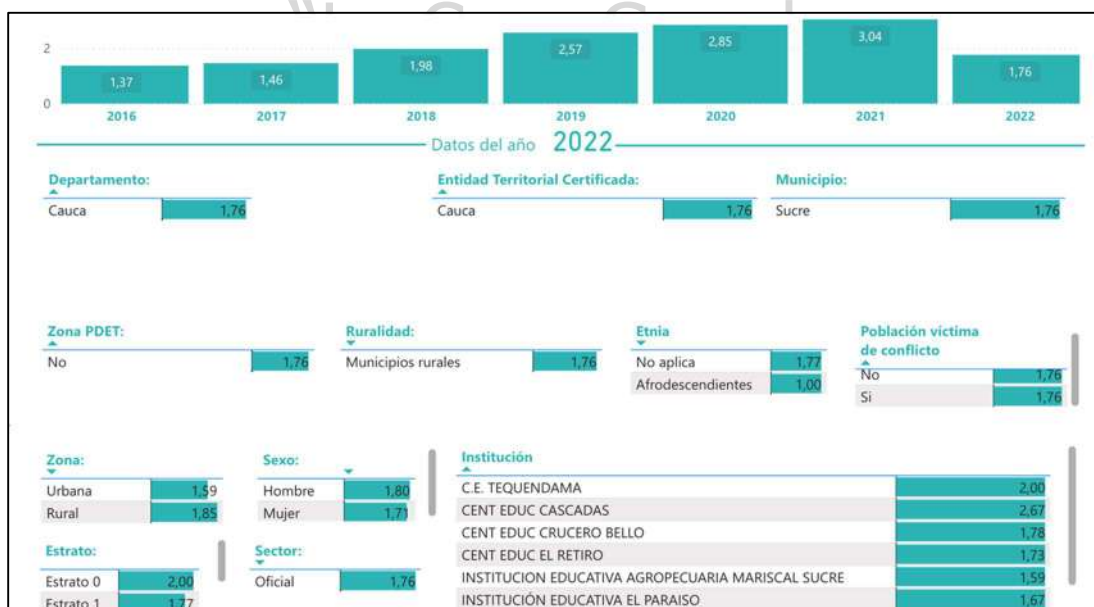 3,04
2,85
2,57
2
1,98
1,76
1,46
1,37
0
2016 2017 2018 2019 2020 2021 2022
Datos del año 2022
Departamento: Entidad Territorial Certificada: Municipio:
Cauca 1,76 Cauca 1,76 Sucre 1,76
Zona PDET: Ruralidad: Etnia Población víctima
de conflicto
No 1,76 Municipios rurales 1,76 No aplica 1,77 No 1,76
Afrodescendientes 1,00 Si 1,76
Zona: Sexo: Institución
Urbana 1,59 Hombre 1,80 C.E. TEQUENDAMA 2,00
Rural 1,85 Mujer 1,71 CENT EDUC CASCADAS 2,67
CENT EDUC CRUCERO BELLO 1,78
Estrato: Sector: CENT EDUC EL RETIRO 1,73
Estrato 0 2,00 Oficial 1,76 INSTITUCION EDUCATIVA AGROPECUARIA MARISCAL SUCRE 1,59
Estrato 1 1,77 INSTITUCIÓN EDUCATIVA EL PARAISO 1,67